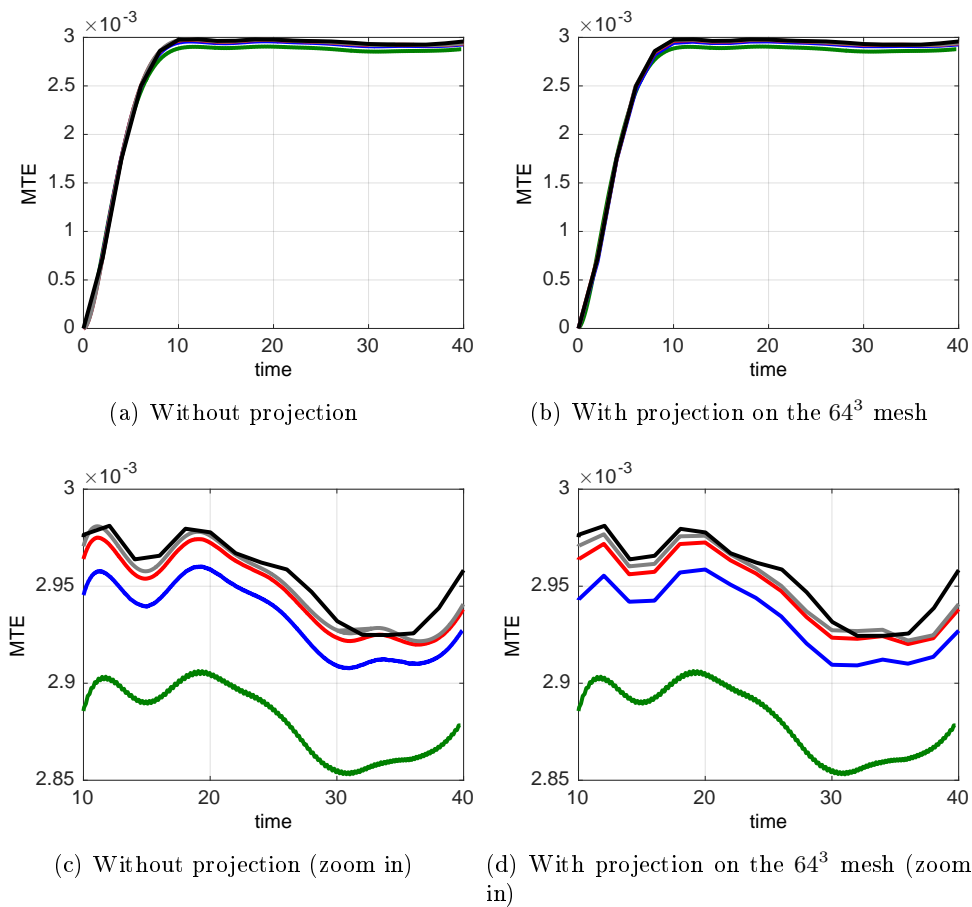 ×10-3
×10-3
3
2.5
2
1.5
1
0.5
0
MTE
0 10 20 30 40
time
3
2.5
2
1.5
1
0.5
0
MTE
0 10 20 30 40
time
(a) Without projection
(b) With projection on the 64³ mesh
×10-3
×10-3
3
2.95
2.9
2.85
MTE
10 20 30 40
time
3
2.95
2.9
2.85
MTE
10 20 30 40
time
(c) Without projection (zoom in)
(d) With projection on the 64³ mesh (zoom
in)